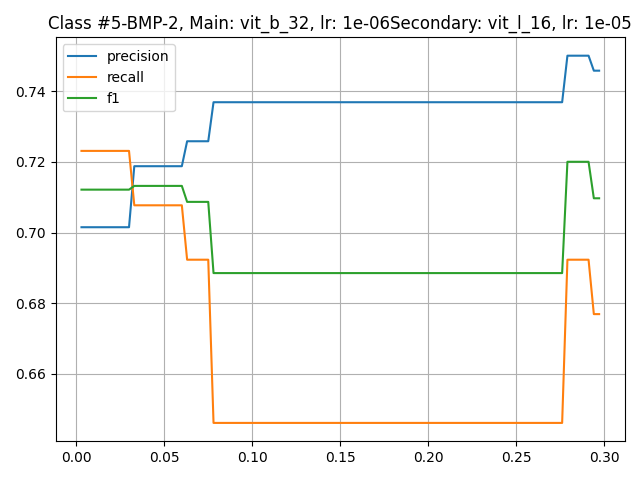 Class #5-BMP-2, Main: vit_b_32, lr: 1e-06Secondary: vit_l_16, lr: 1e-05
precision
recall
f1
0.74
0.72
0.70
0.68
0.66
0.00 0.05 0.10 0.15 0.20 0.25 0.30